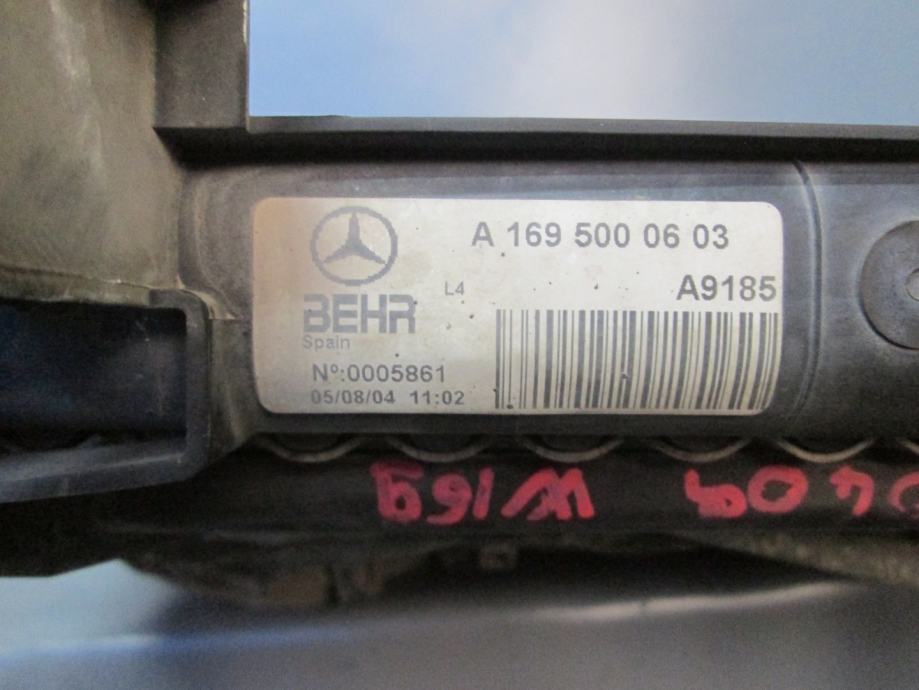 A 169 500 06 03
L4
A9185
BEHR
Spain
Nº:0005861
05/08/04 11:02
W169